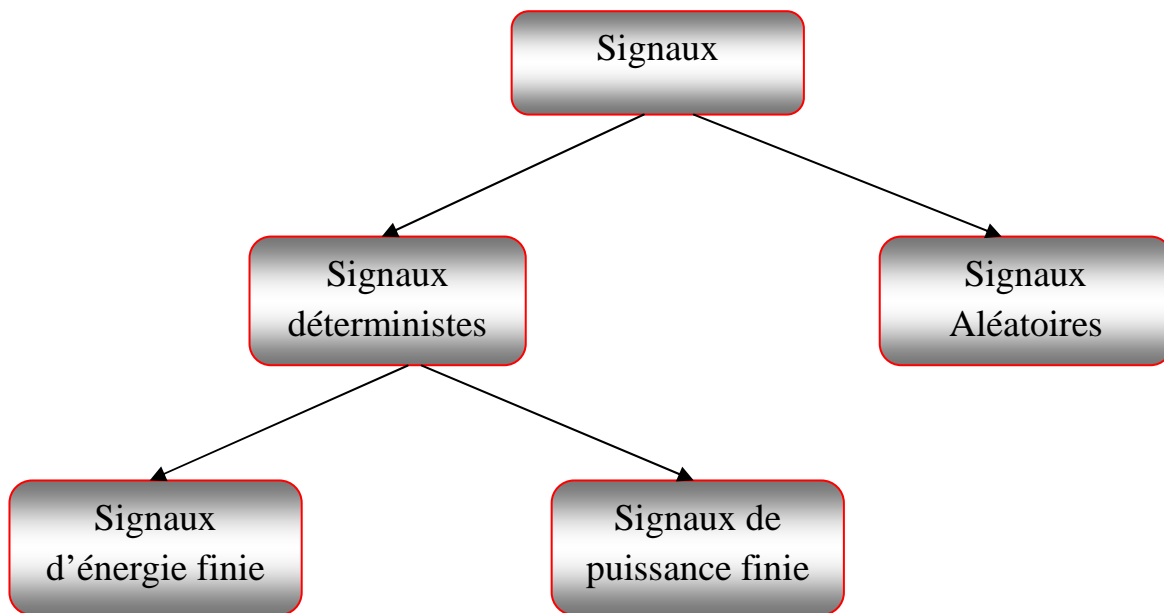 Signaux
Signaux
déterministes
Signaux
Aléatoires
Signaux
d’énergie finie
Signaux de
puissance finie